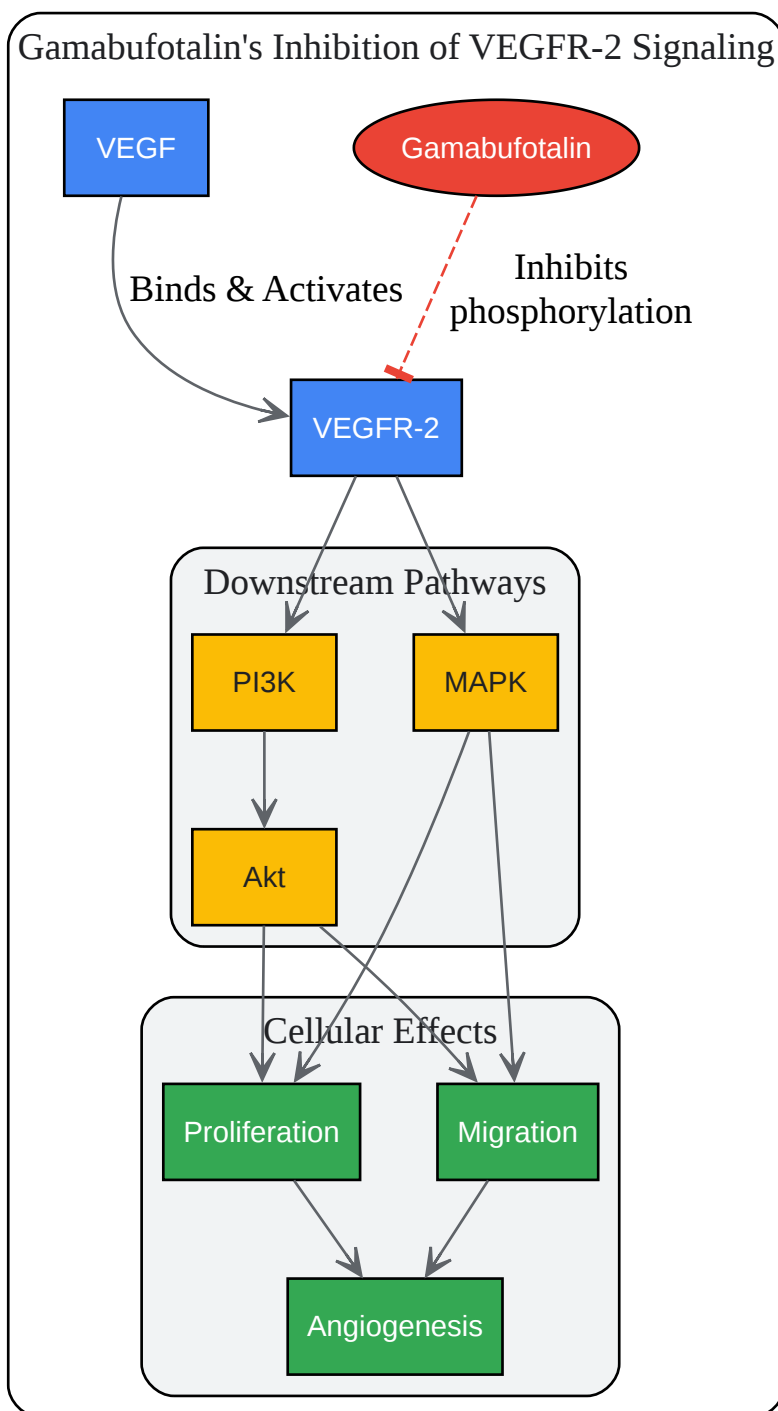 Gamabufotalin's Inhibition of VEGFR-2 Signaling
VEGF
Gamabufotalin
Binds & Activates
Inhibits
phosphorylation
VEGFR-2
Downstream Pathways
PI3K
MAPK
Akt
Cellular Effects
Proliferation
Migration
Angiogenesis